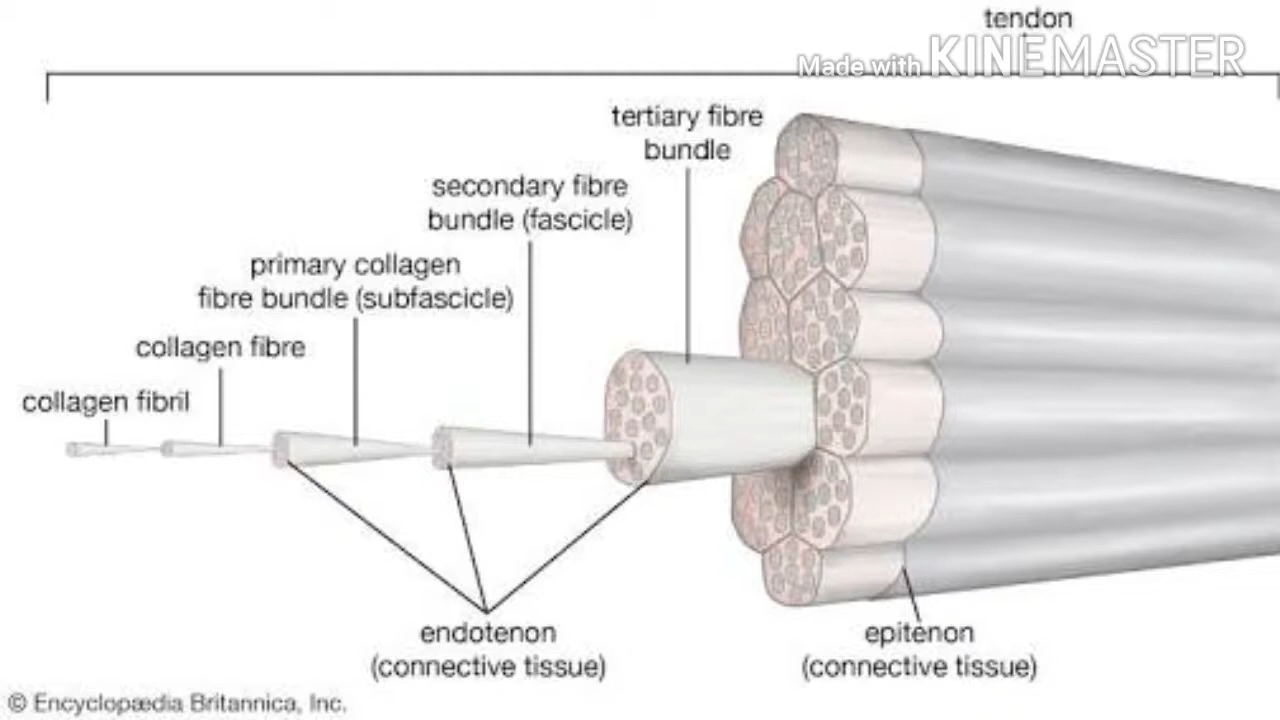 tendon
Made with KINEMASTER
tertiary fibre
bundle
secondary fibre
bundle (fascicle)
primary collagen
fibre bundle (subfascicle)
collagen fibre
collagen fibril
endotenon
(connective tissue)
epitenon
(connective tissue)
© Encyclopædia Britannica, Inc.